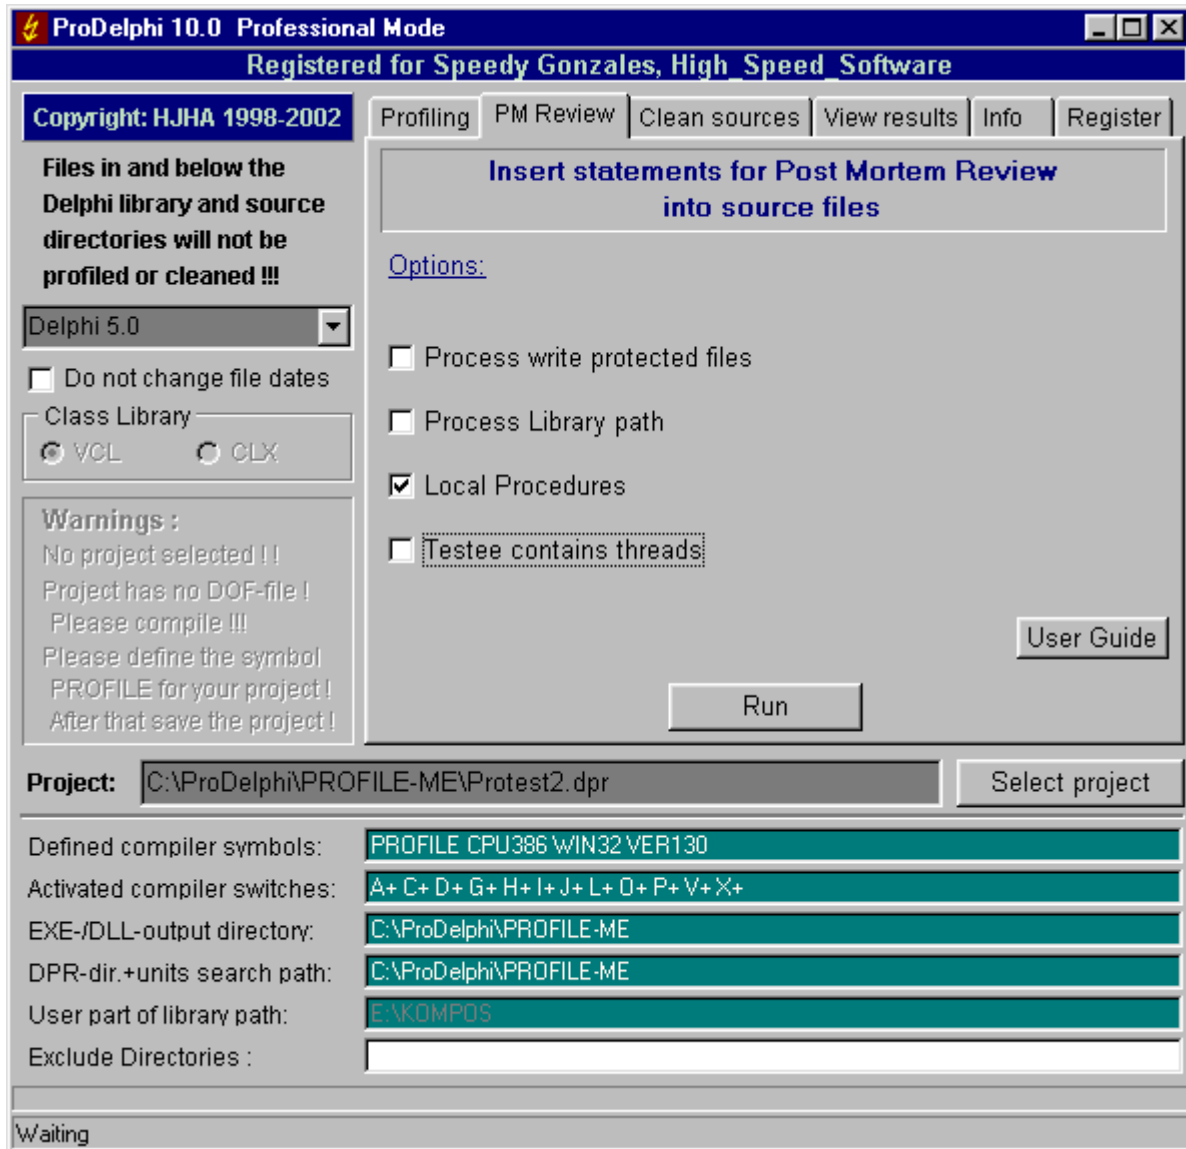 ProDelphi 10.0 Professional Mode
Registered for Speedy Gonzales, High_Speed_Software
Copyright: HJHA 1998-2002
Files in and below the
Delphi library and source
directories will not be
profiled or cleaned !!!
Delphi 5.0
Do not change file dates
Class Library
VCL CLX
Warnings :
No project selected ! !
Project has no DOF-file !
Please compile !!!
Please define the symbol
PROFILE for your project !
After that save the project !
Profiling PM Review Clean sources View results Info Register
Insert statements for Post Mortem Review
into source files
Options:
Process write protected files
Process Library path
Local Procedures
Testee contains threads
User Guide
Run
Project: C:\ProDelphi\PROFILE-ME\Protest2.dpr Select project
Defined compiler symbols: PROFILE CPU386 WIN32 VER130
Activated compiler switches: A+ C+ D+ G+ H+ I+ J+ L+ O+ P+ V+ X+
EXE-/DLL-output directory: C:\ProDelphi\PROFILE-ME
DPR-dir.+units search path: C:\ProDelphi\PROFILE-ME
User part of library path: E:\KOMPOS
Exclude Directories :
Waiting